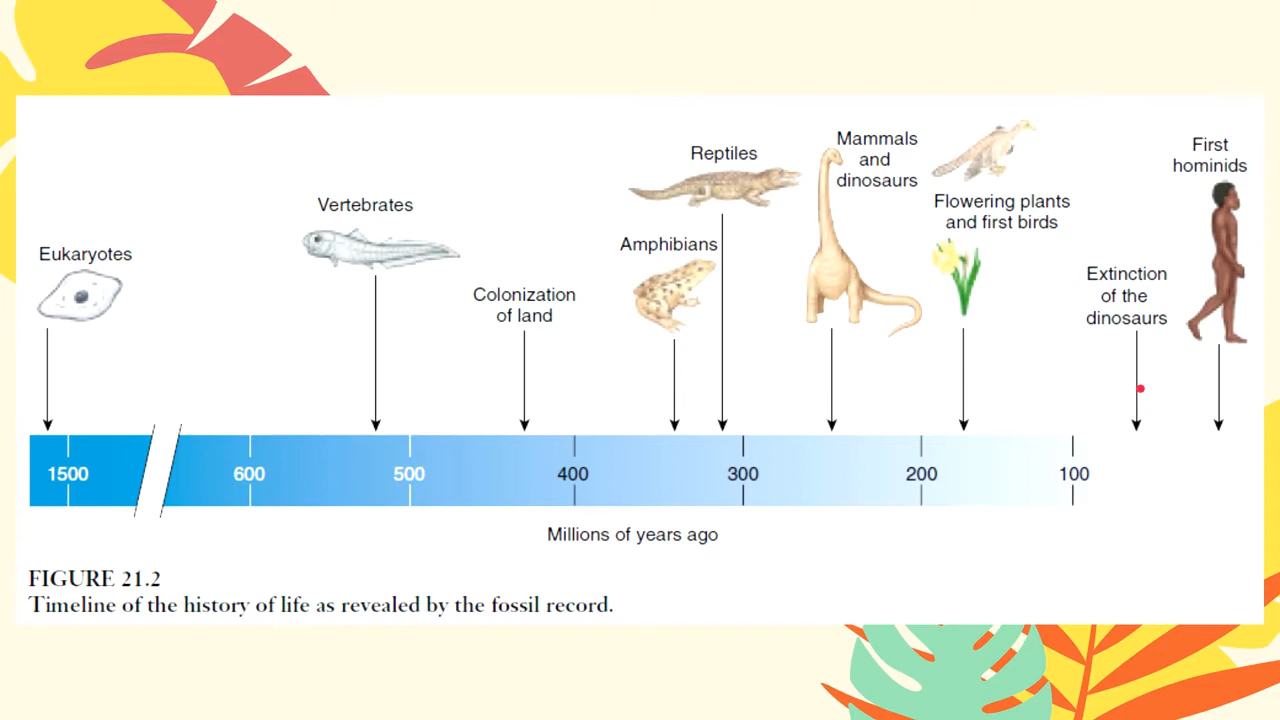 Eukaryotes
Vertebrates
Colonization
of land
Amphibians
Reptiles
Mammals
and
dinosaurs
Flowering plants
and first birds
Extinction
of the
dinosaurs
First
hominids
1500
600
500
400
300
200
100
Millions of years ago
FIGURE 21.2
Timeline of the history of life as revealed by the fossil record.